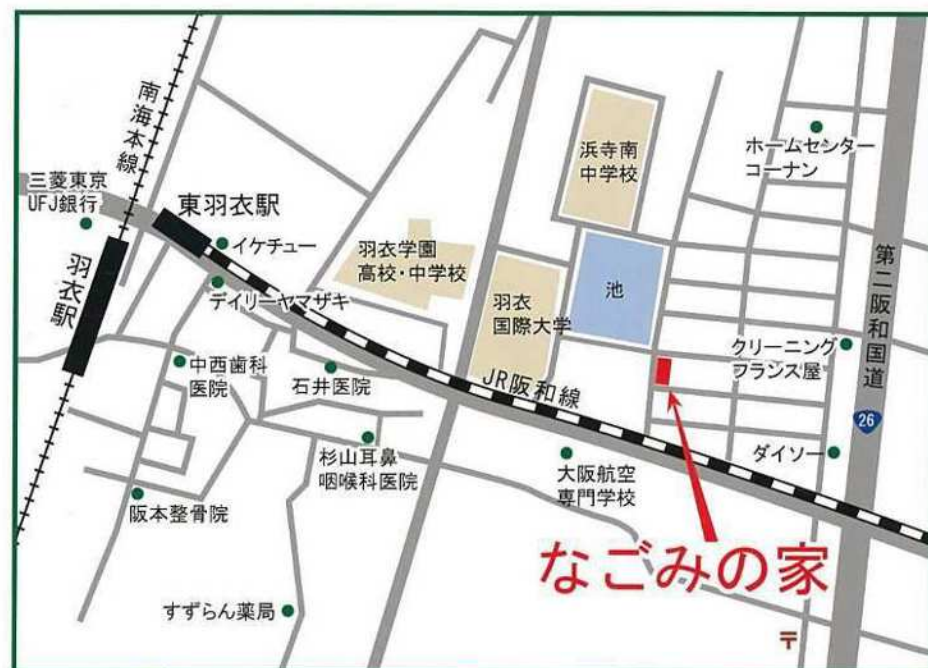 南海本線
三菱東京
UFJ銀行
東羽衣駅
イケチュー
羽衣駅
デイリーヤマザキ
中西歯科
医院
石井医院
羽衣学園
高校・中学校
羽衣
国際大学
浜寺南
中学校
池
ホームセンター
コーナン
第二阪和国道
クリーニング
フランス屋
26
JR阪和線
ダイソー
杉山耳鼻
咽喉科医院
大阪航空
専門学校
阪本整骨院
なごみの家
すずらん薬局
〒